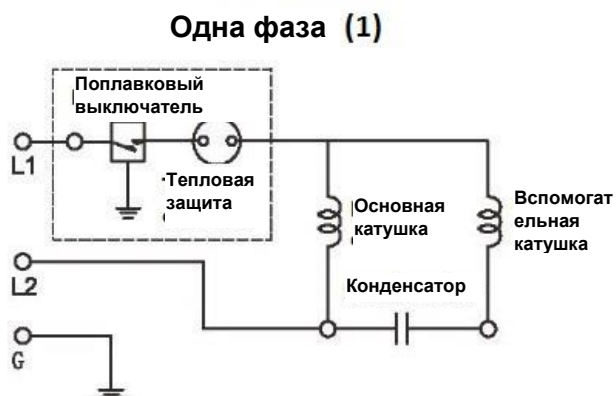 Одна фаза (1)
Поплавковый
выключатель
L1
Тепловая
защита
Основная
катушка
Вспомогат
ельная
катушка
L2
Конденсатор
G